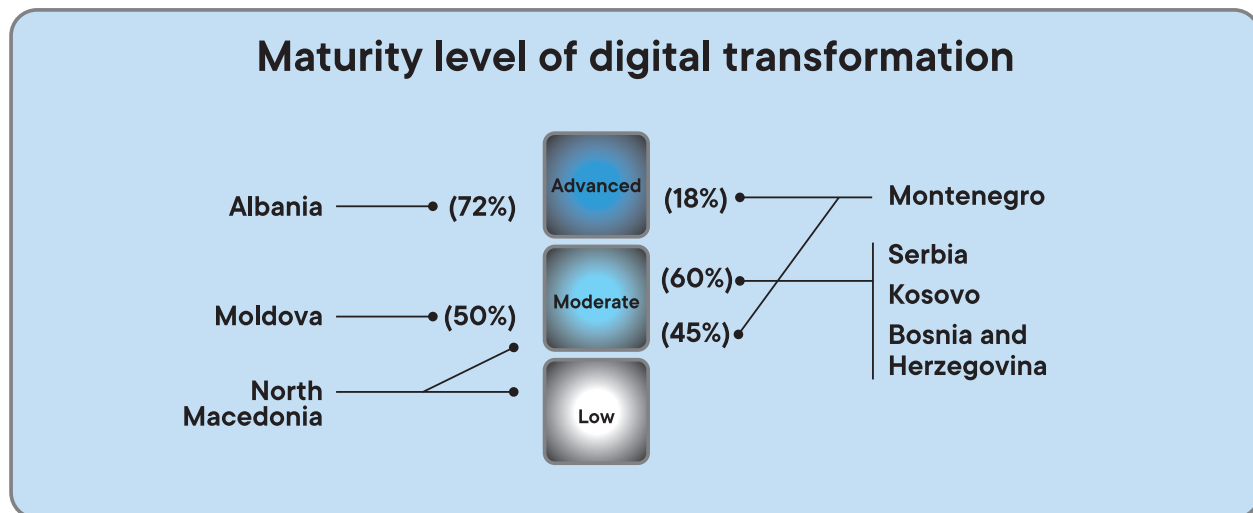 Maturity level of digital transformation
Albania
(72%)
Moldova
(50%)
North
Macedonia
Advanced
Moderate
Low
(18%)
(60%)
(45%)
Montenegro
Serbia
Kosovo
Bosnia and
Herzegovina